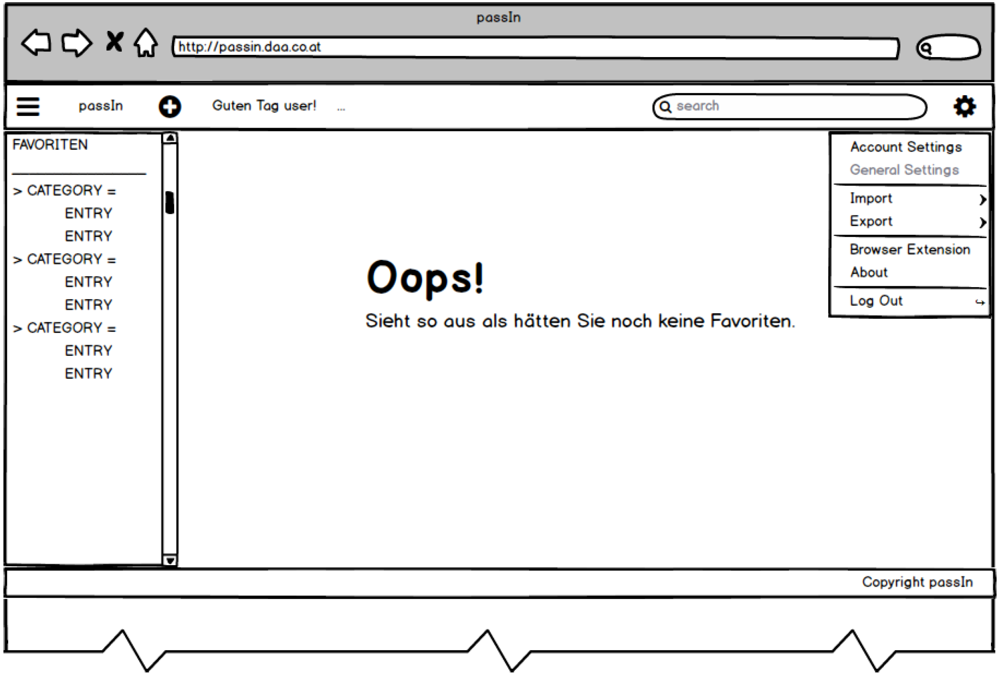 passIn
http://passin.daa.co.at
passIn
Guten Tag user!
...
search
FAVORITEN
> CATEGORY =
ENTRY
ENTRY
> CATEGORY =
ENTRY
ENTRY
> CATEGORY =
ENTRY
ENTRY
Oops!
Sieht so aus als hätten Sie noch keine Favoriten.
Account Settings
General Settings
Import
Export
Browser Extension
About
Log Out
Copyright passIn